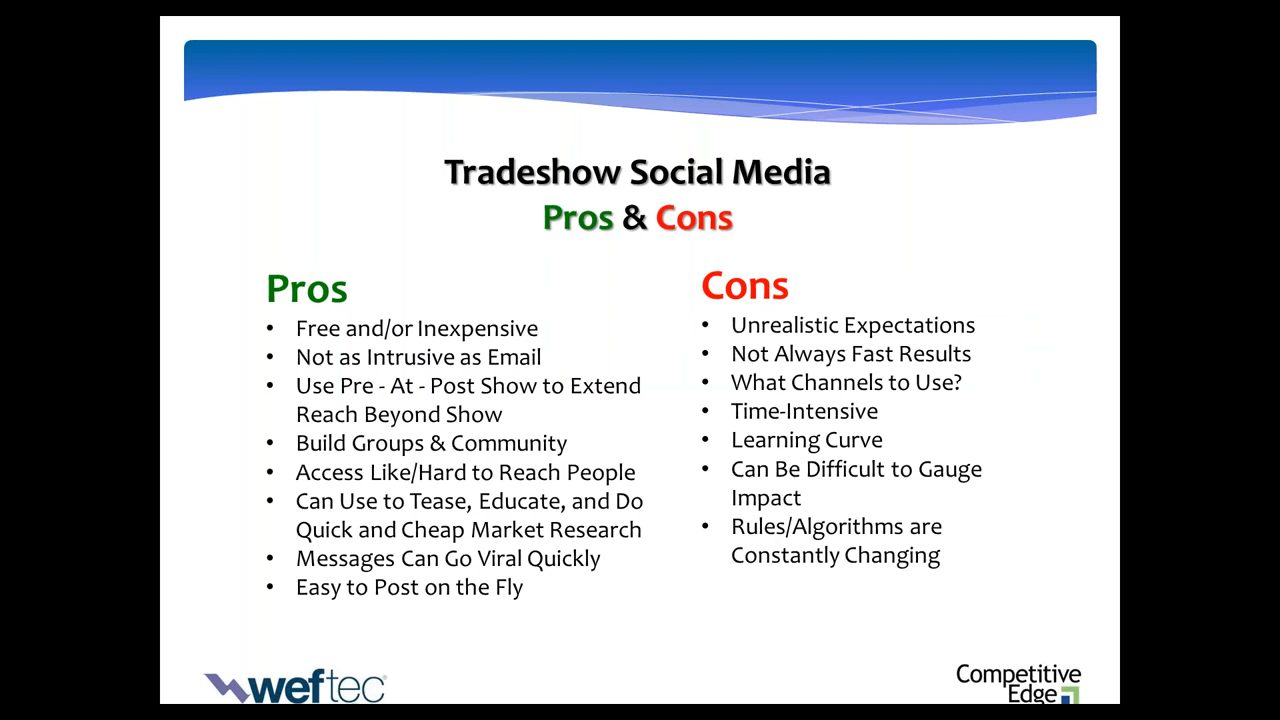 Tradeshow Social Media
Pros & Cons
Pros
• Free and/or Inexpensive
• Not as Intrusive as Email
• Use Pre - At - Post Show to Extend
Reach Beyond Show
• Build Groups & Community
• Access Like/Hard to Reach People
• Can Use to Tease, Educate, and Do
Quick and Cheap Market Research
• Messages Can Go Viral Quickly
• Easy to Post on the Fly
Cons
• Unrealistic Expectations
• Not Always Fast Results
• What Channels to Use?
• Time-Intensive
• Learning Curve
• Can Be Difficult to Gauge
Impact
• Rules/Algorithms are
Constantly Changing
weftec®
Competitive
Edge